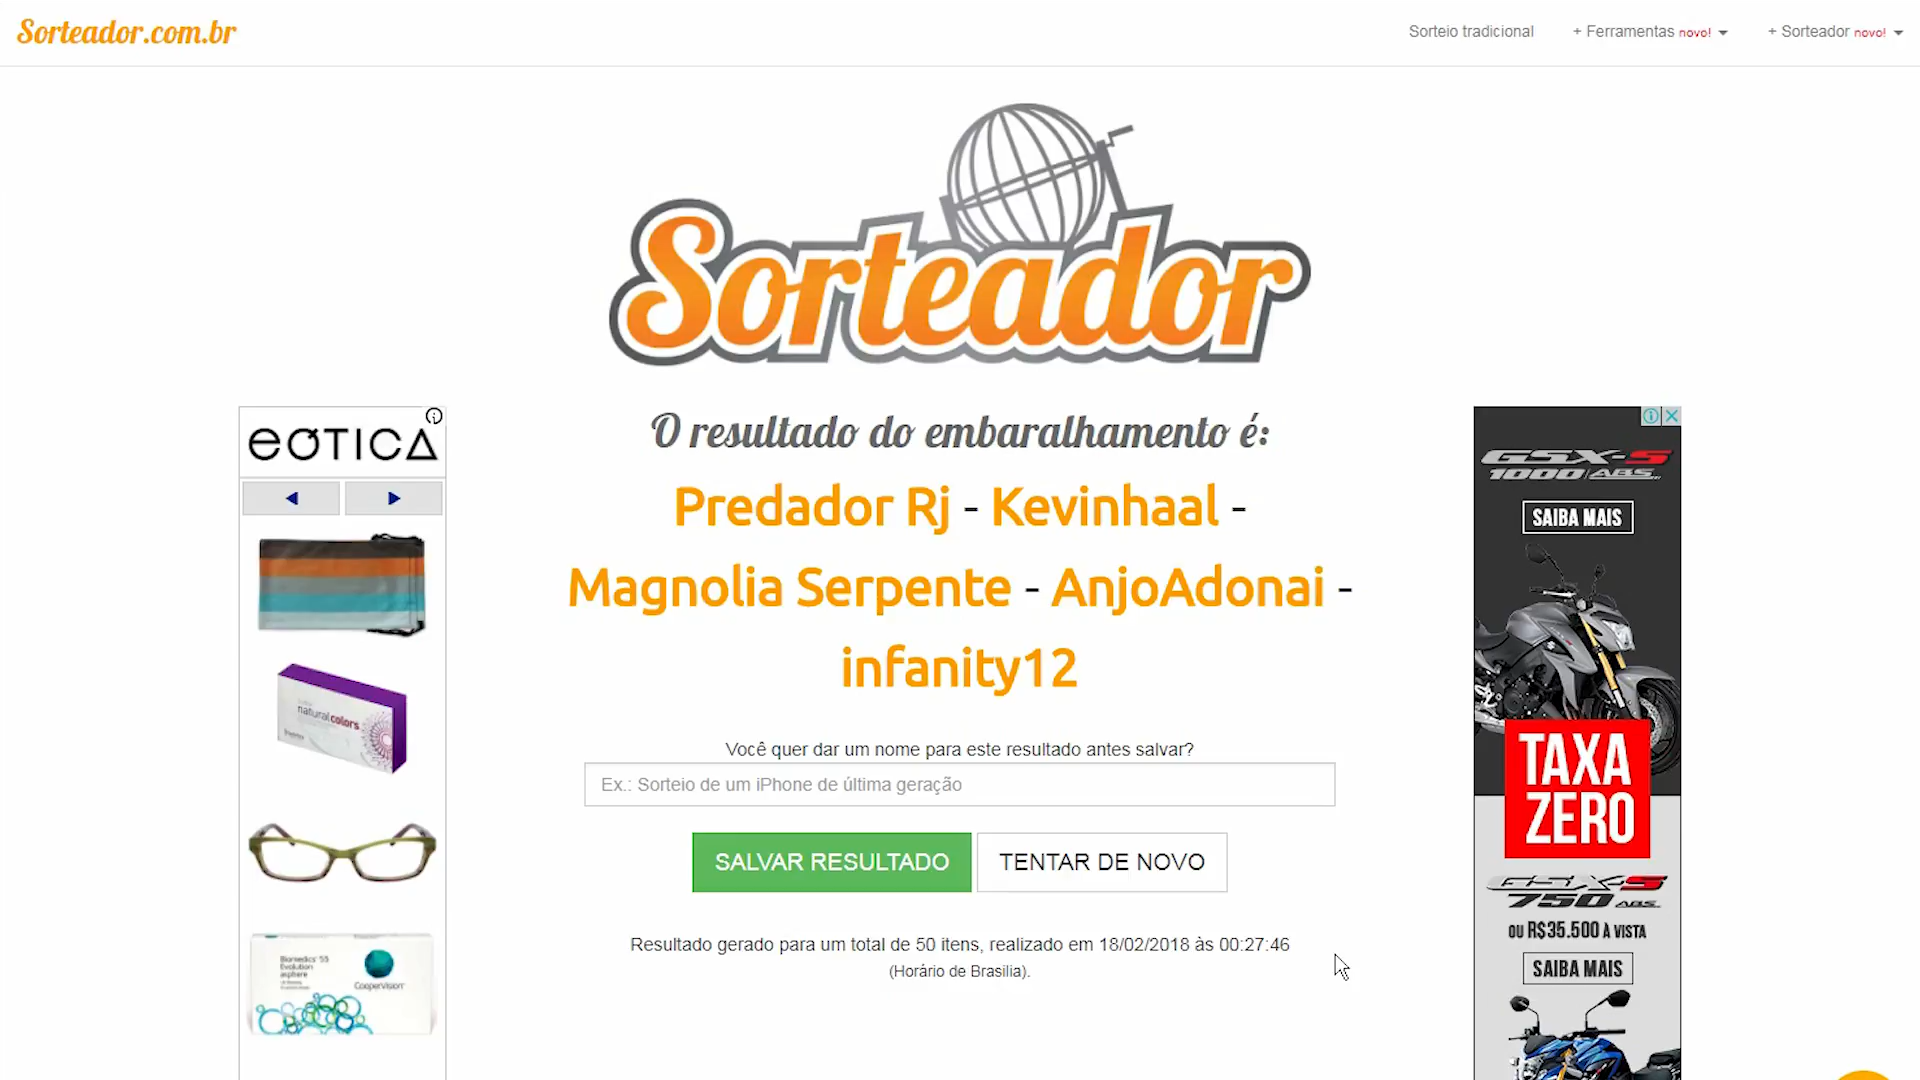 Sorteador.com.br
Sorteio tradicional
+ Ferramentas novo!
+ Sorteador novo!
Sorteador
O resultado do embaralhamento é:
Predador Rj - Kevinhaal -
Magnolia Serpente - AnjoAdonai -
infanity12
Você quer dar um nome para este resultado antes salvar?
Ex.: Sorteio de um iPhone de última geração
SALVAR RESULTADO
TENTAR DE NOVO
Resultado gerado para um total de 50 itens, realizado em 18/02/2018 às 00:27:46
(Horário de Brasilia).
eÓTICA
naturalcolors
Biomedics 55
Evolution
asphere
CooperVision
GSX-S
1000 ABS
SAIBA MAIS
TAXA
ZERO
GSX-S
750 ABS
OU R$35.500 À VISTA
SAIBA MAIS